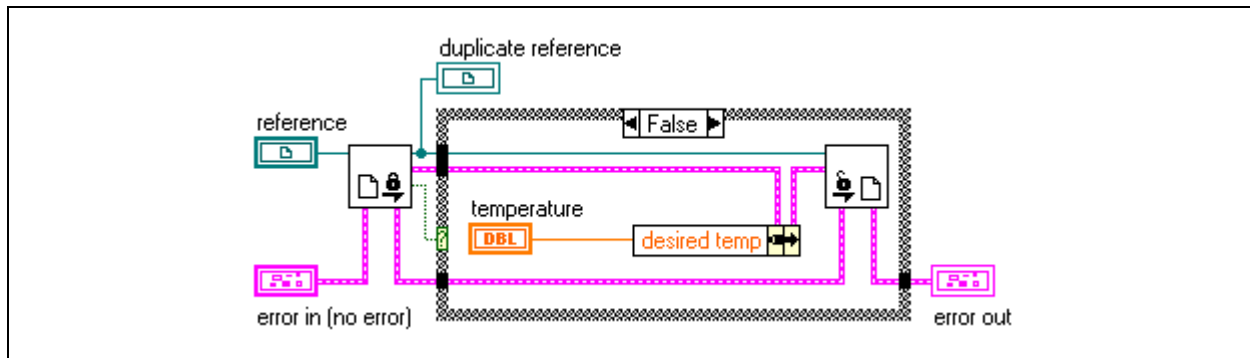 duplicate reference
False
reference
temperature
DBL
desired temp
?
error in (no error)
error out